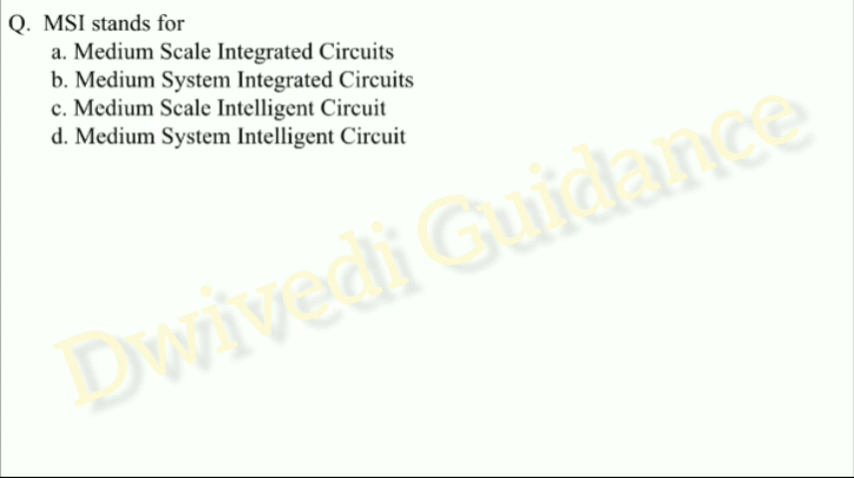 Q. MSI stands for
a. Medium Scale Integrated Circuits
b. Medium System Integrated Circuits
c. Medium Scale Intelligent Circuit
d. Medium System Intelligent Circuit
Dwivedi Guidance